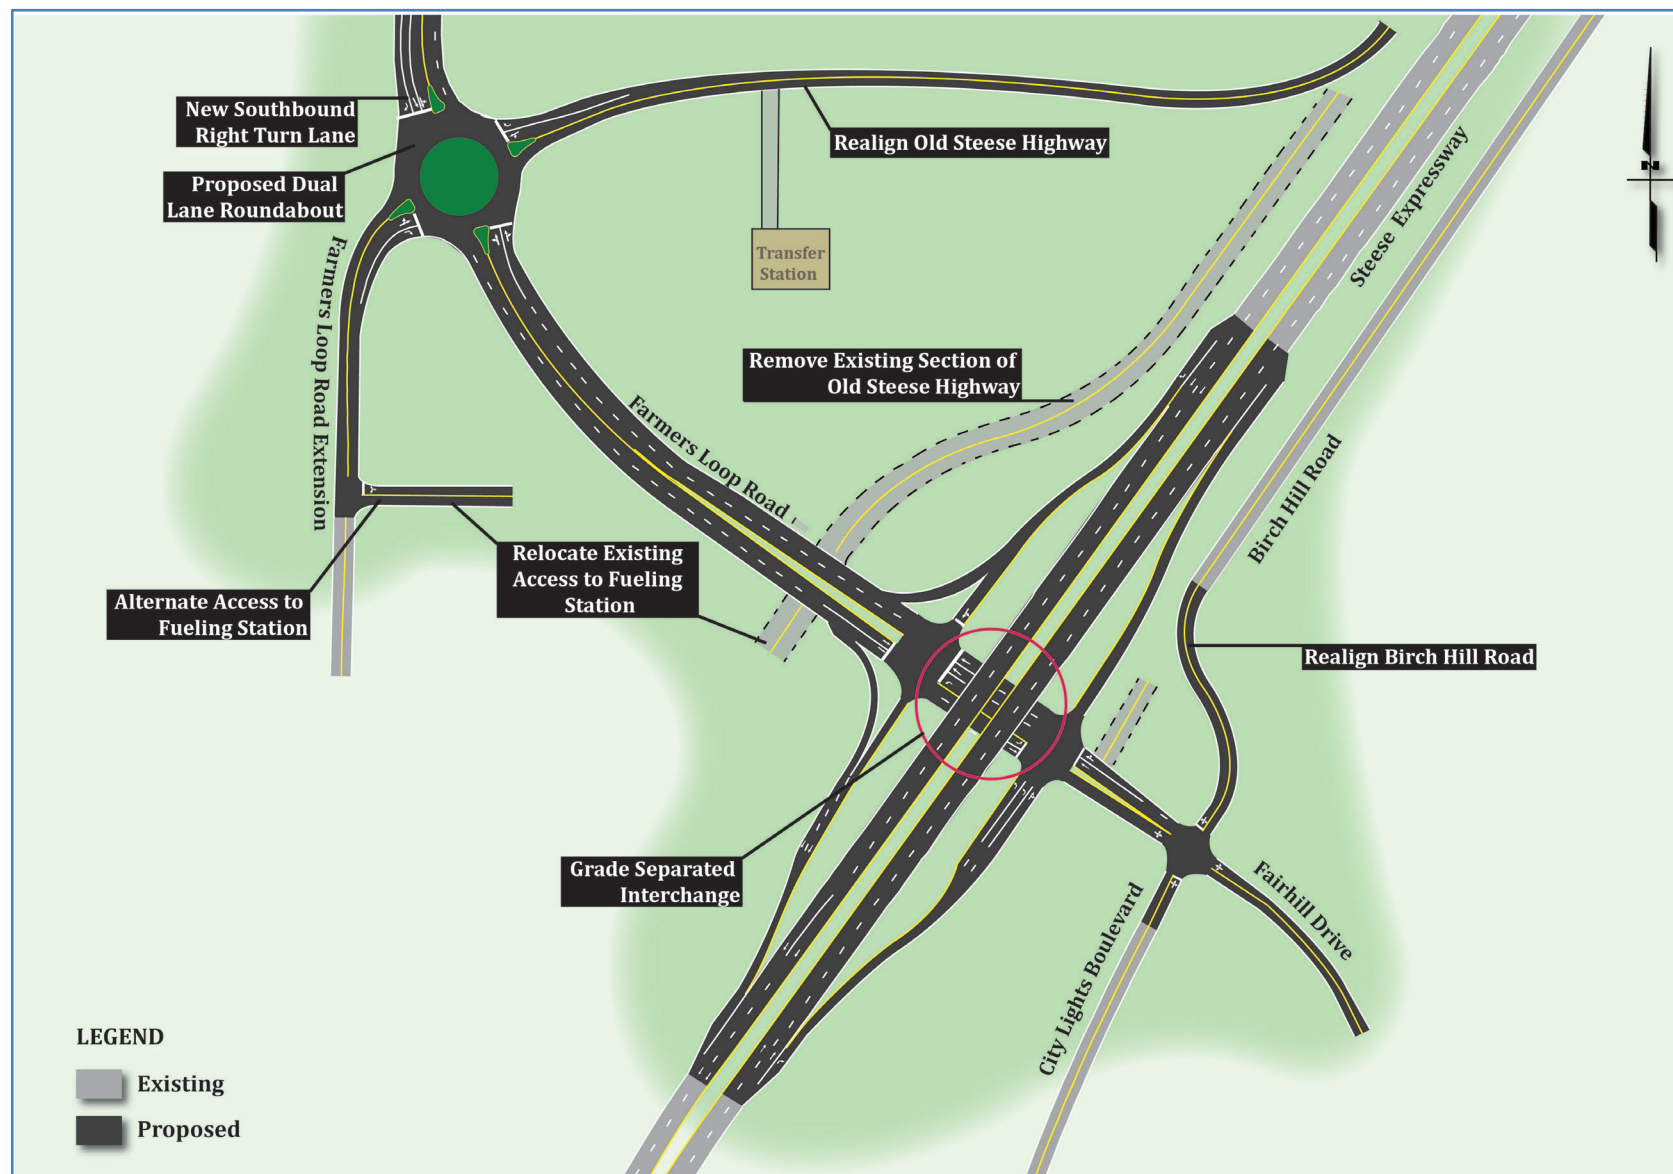 New Southbound
Right Turn Lane
Proposed Dual
Lane Roundabout
Realign Old Steese Highway
N
Steese Expressway
Transfer
Station
Farmers Loop Road Extension
Remove Existing Section of
Old Steese Highway
Farmers Loop Road
Birch Hill Road
Relocate Existing
Access to Fueling
Station
Alternate Access to
Fueling Station
Realign Birch Hill Road
Grade Separated
Interchange
Fairhill Drive
City Lights Boulevard
LEGEND
Existing
Proposed